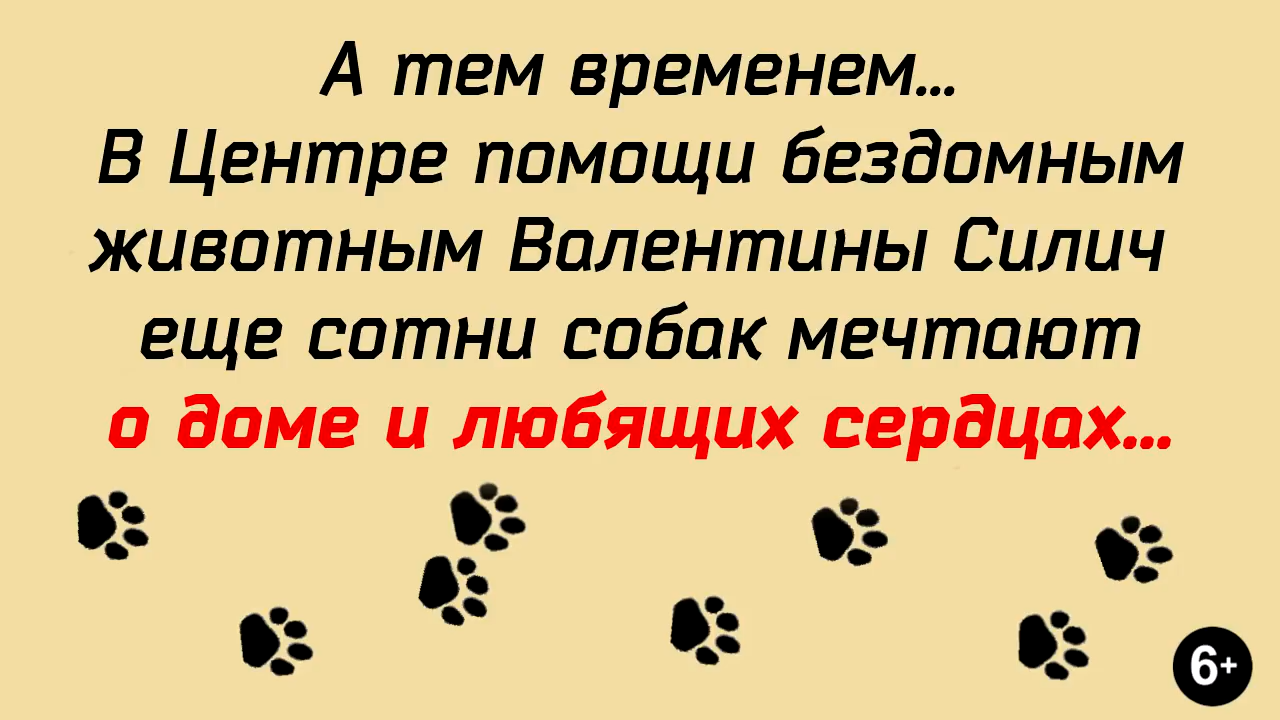 А тем временем...
В Центре помощи бездомным
животным Валентины Силич
еще сотни собак мечтают
о доме и любящих сердцах...
6+